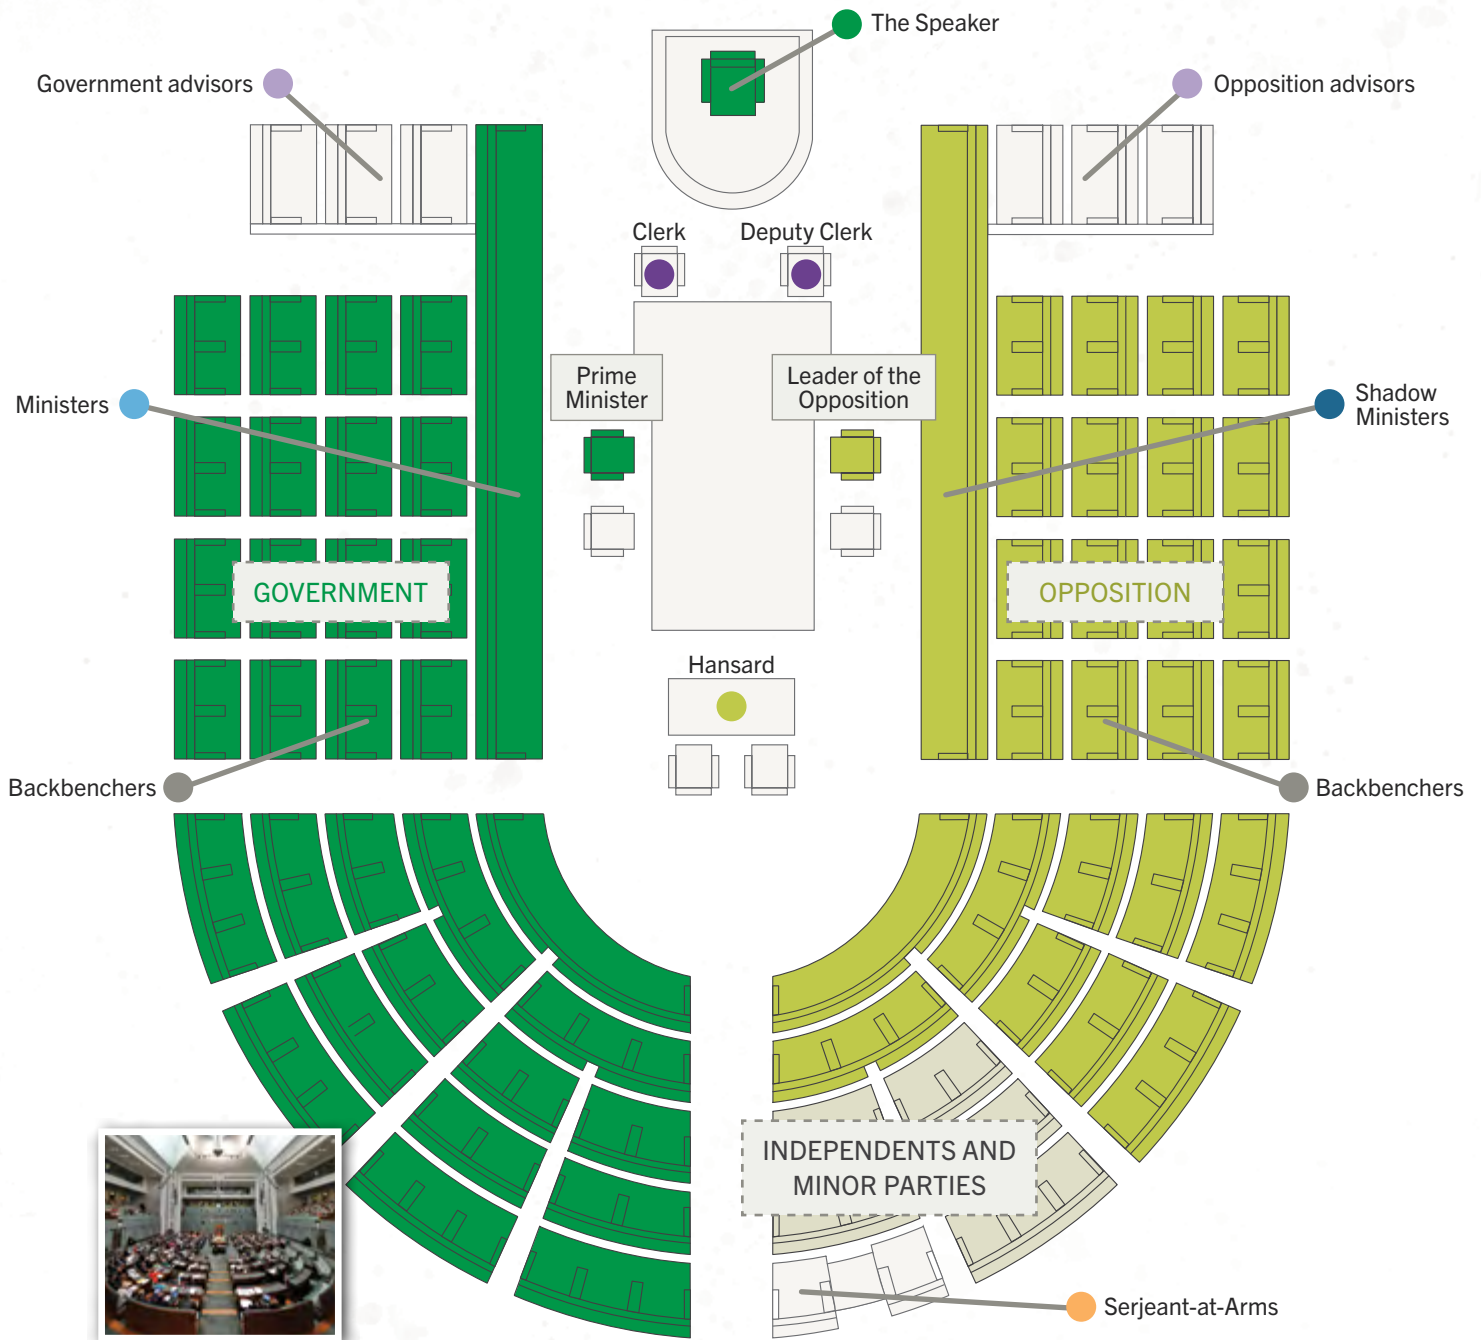 The Speaker
Government advisors
Opposition advisors
Clerk
Deputy Clerk
Prime
Minister
Leader of the
Opposition
Ministers
Shadow
Ministers
GOVERNMENT
OPPOSITION
Hansard
Backbenchers
Backbenchers
INDEPENDENTS AND
MINOR PARTIES
Serjeant-at-Arms